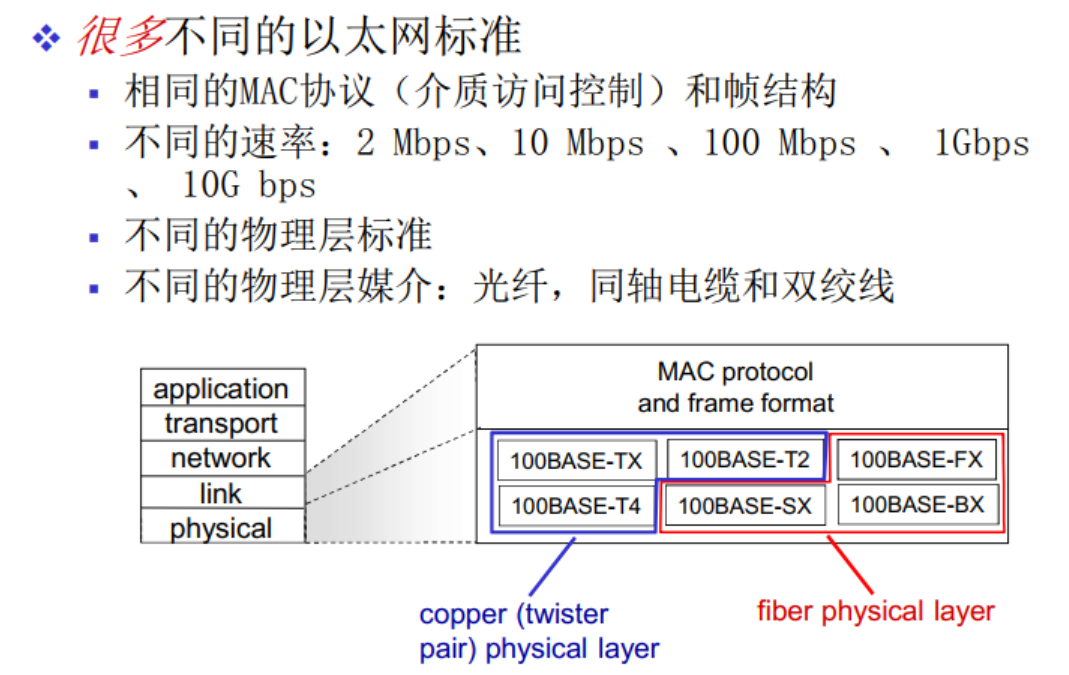 很多不同的以太网标准
相同的MAC协议（介质访问控制）和帧结构
不同的速率：2 Mbps、10 Mbps 、100 Mbps 、 1Gbps
、 10G bps
不同的物理层标准
不同的物理层媒介：光纤，同轴电缆和双绞线
application
transport
network
link
physical
MAC protocol
and frame format
100BASE-TX
100BASE-T2
100BASE-FX
100BASE-T4
100BASE-SX
100BASE-BX
copper (twister
pair) physical layer
fiber physical layer